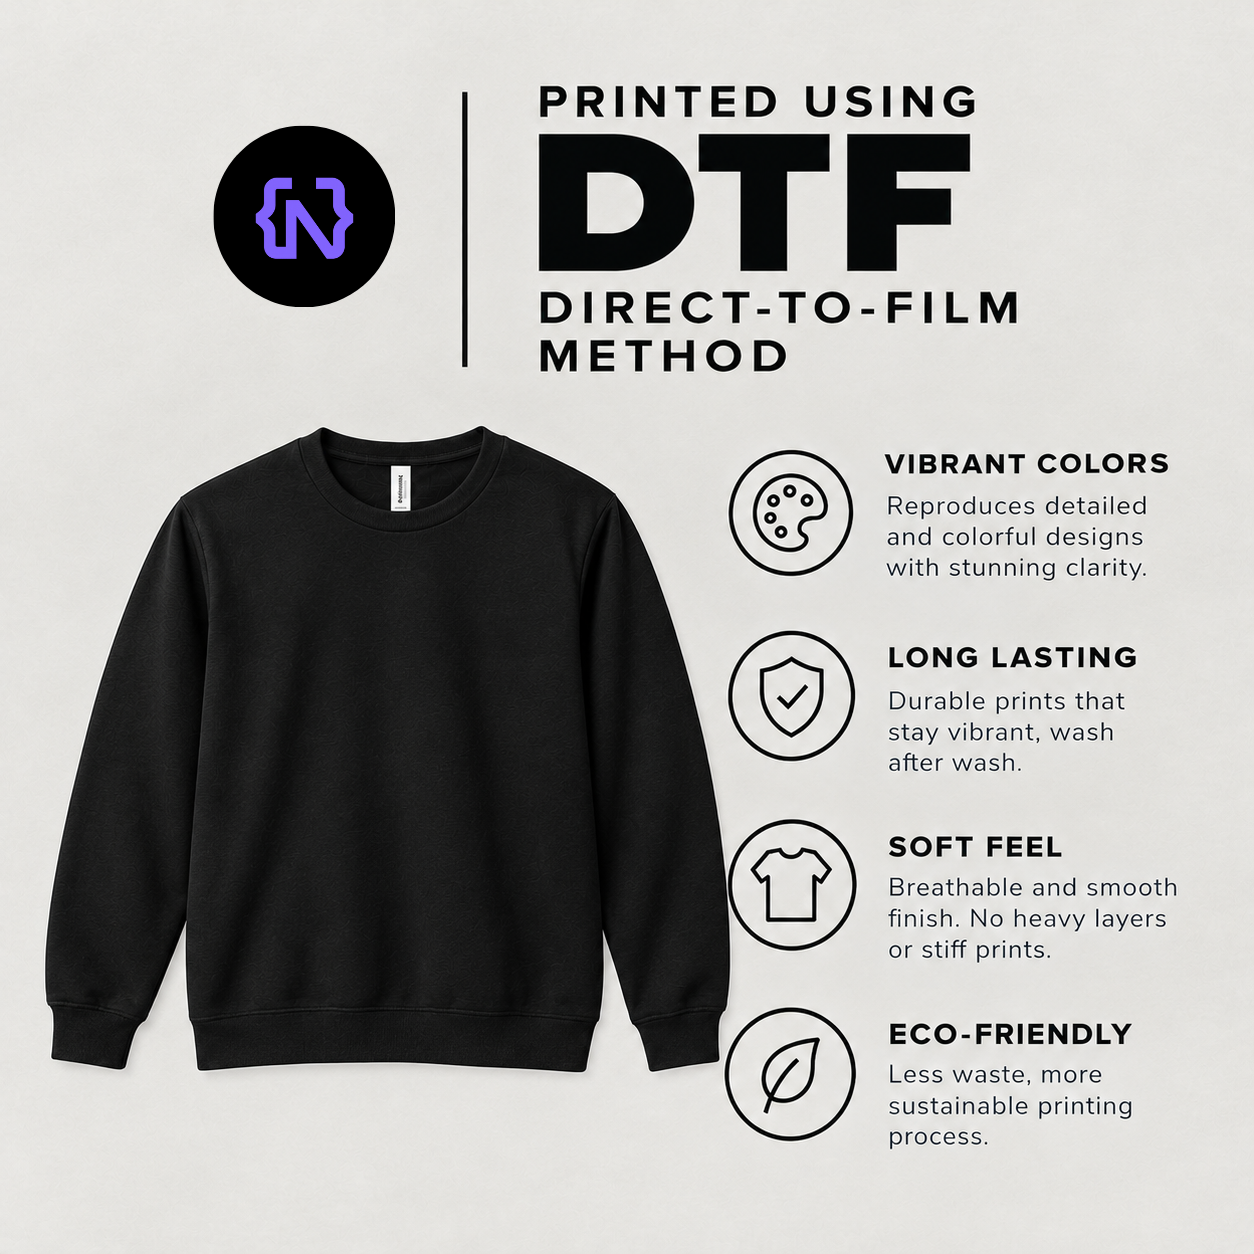 {N}
PRINTED USING
DTF
DIRECT-TO-FILM
METHOD
VIBRANT COLORS
Reproduces detailed
and colorful designs
with stunning clarity.
LONG LASTING
Durable prints that
stay vibrant, wash
after wash.
SOFT FEEL
Breathable and smooth
finish. No heavy layers
or stiff prints.
ECO-FRIENDLY
Less waste, more
sustainable printing
process.